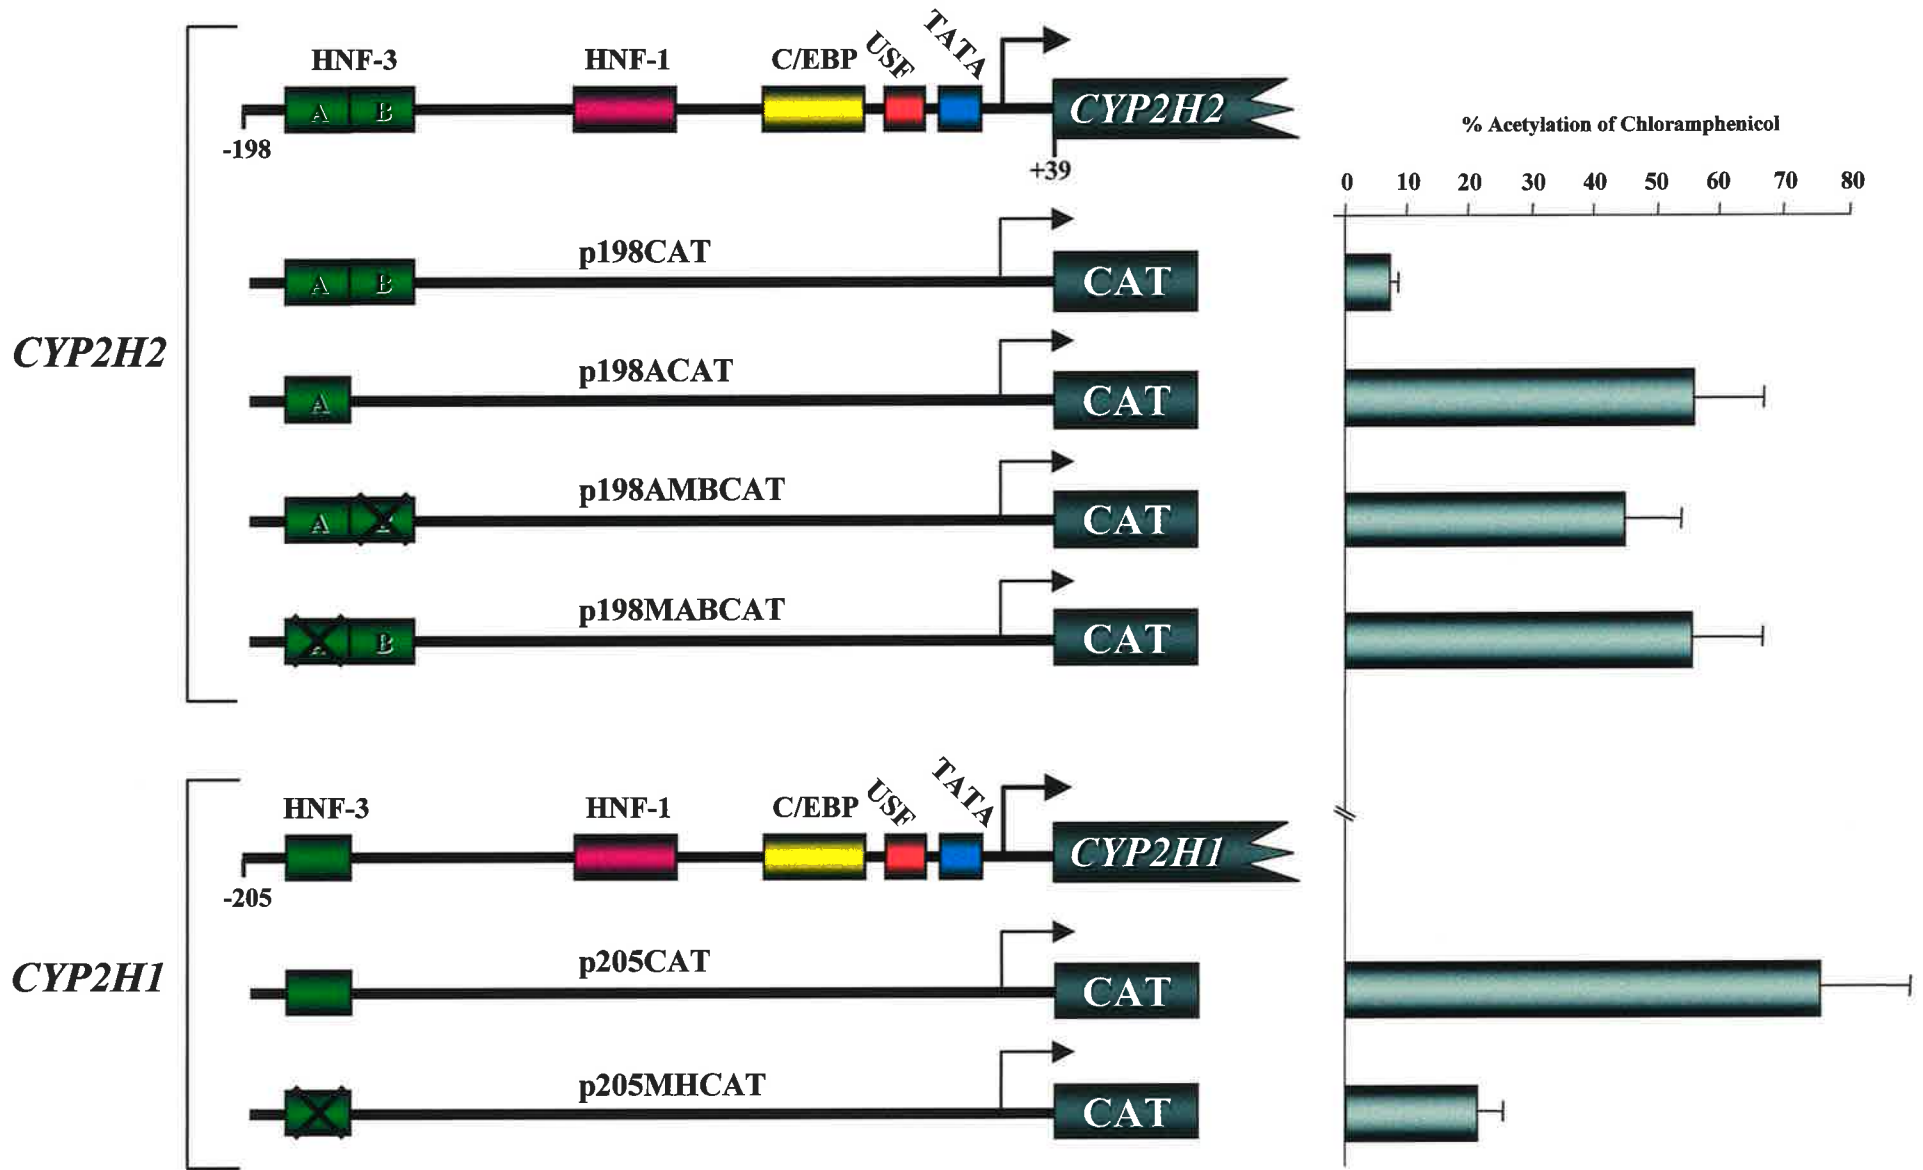 HNF-3 HNF-1 C/EBP USF TATA
A B CYP2H2
-198 +39
% Acetylation of Chloramphenicol
0 10 20 30 40 50 60 70 80
p198CAT
A B CAT
CYP2H2
p198ACAT
A CAT
p198AMBCAT
A CAT
p198MABCAT
B CAT
HNF-3 HNF-1 C/EBP USF TATA
CYP2H1
-205
CYP2H1
p205CAT
CAT
p205MHCAT
CAT